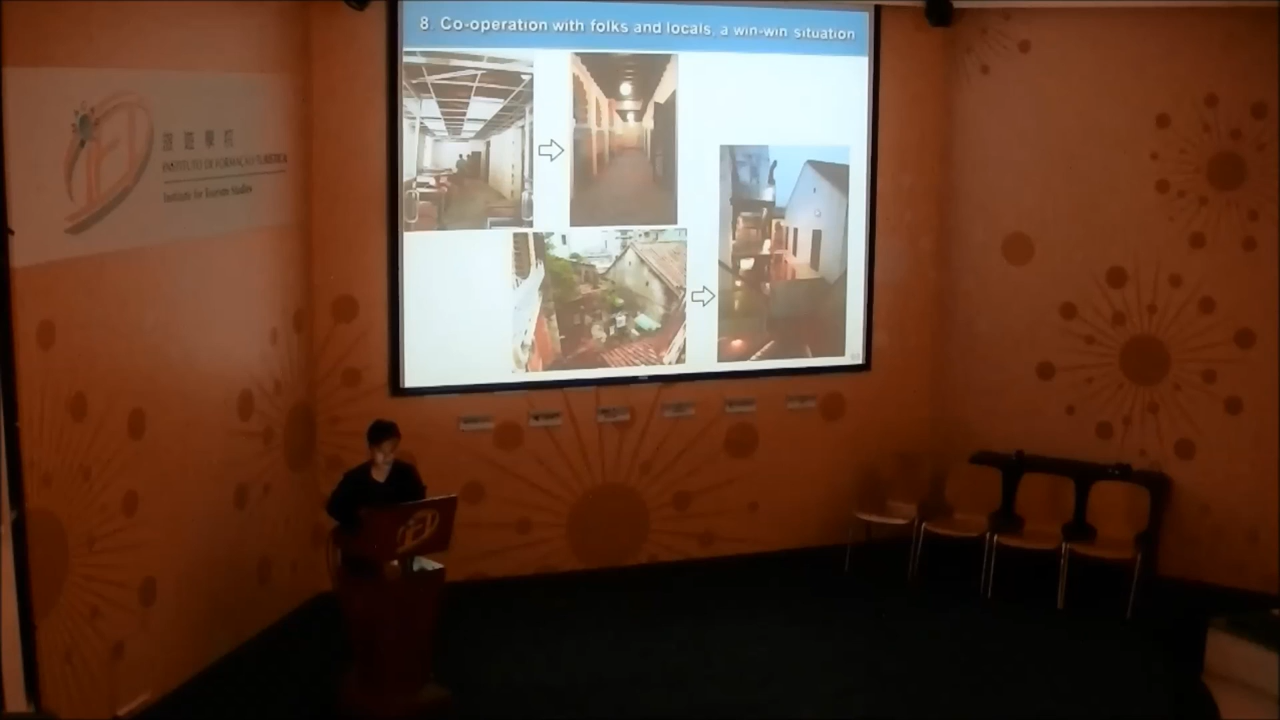 8. Co-operation with folks and locals, a win-win situation
旅遊學院
INSTITUTO DE FORMAÇÃO TURÍSTICA
Institute for Tourism Studies